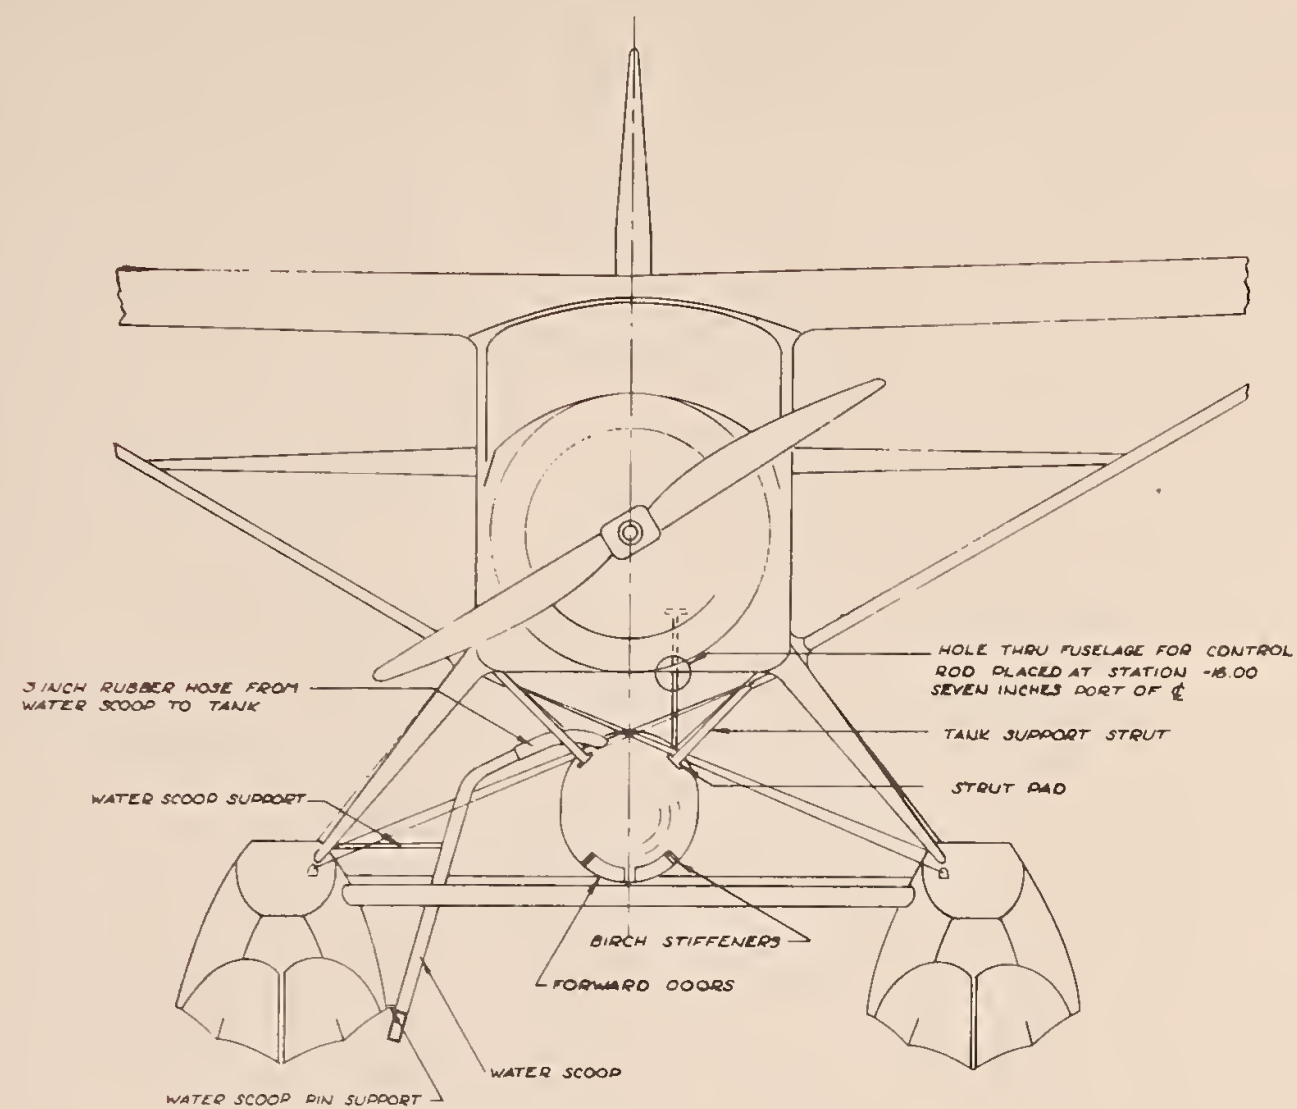 HOLE THRU FUSELAGE FOR CONTROL
ROD PLACED AT STATION -18.00
SEVEN INCHES PORT OF ℄
3 INCH RUBBER HOSE FROM
WATER SCOOP TO TANK
TANK SUPPORT STRUT
STRUT PAD
WATER SCOOP SUPPORT
BIRCH STIFFENERS
FORWARD DOORS
WATER SCOOP
WATER SCOOP PIN SUPPORT